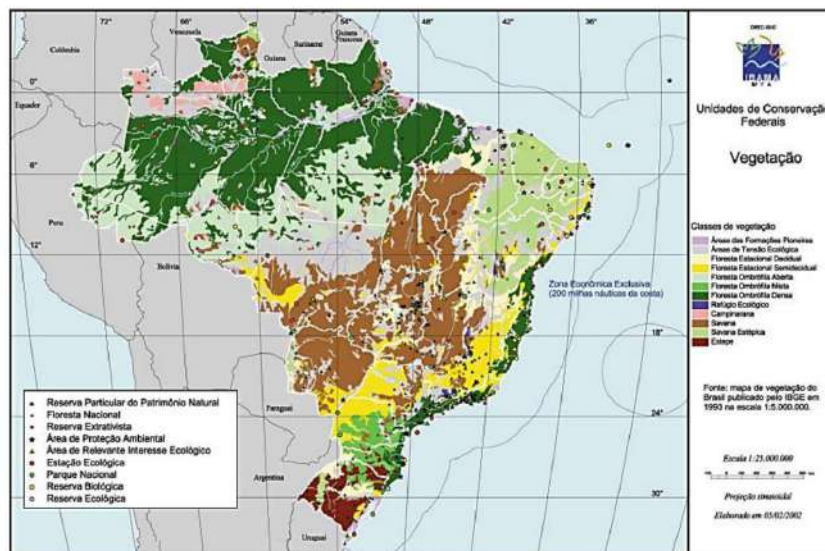 72 66 54 48 42 36
Colômbia
Venezuela
Guiana
Suriname
Guiana
Francesa
0
Equador
6
Peru
12
Bolívia
Zona Econômica Exclusiva
(200 milhas náuticas da costa)
18
Paraguai
24
Argentina
30
Uruguai
Reserva Particular do Patrimônio Natural
Floresta Nacional
Reserva Extrativista
Área de Proteção Ambiental
Área de Relevante Interesse Ecológico
Estação Ecológica
Parque Nacional
Reserva Biológica
Reserva Ecológica
IBAMA
M M A
Unidades de Conservação
Federais
Vegetação
Classes de vegetação
Áreas das Formações Pioneiras
Áreas de Tensão Ecológica
Floresta Estacional Decidual
Floresta Estacional Semidecidual
Floresta Ombrófila Aberta
Floresta Ombrófila Mista
Floresta Ombrófila Densa
Refúgio Ecológico
Campinarana
Savana
Savana Estépica
Estepe
Fonte: mapa de vegetação do
Brasil publicado pelo IBGE em
1993 na escala 1:5.000.000.
Escala 1:25.000.000
Projeção sinusoidal
Elaborado em 05/02/2002